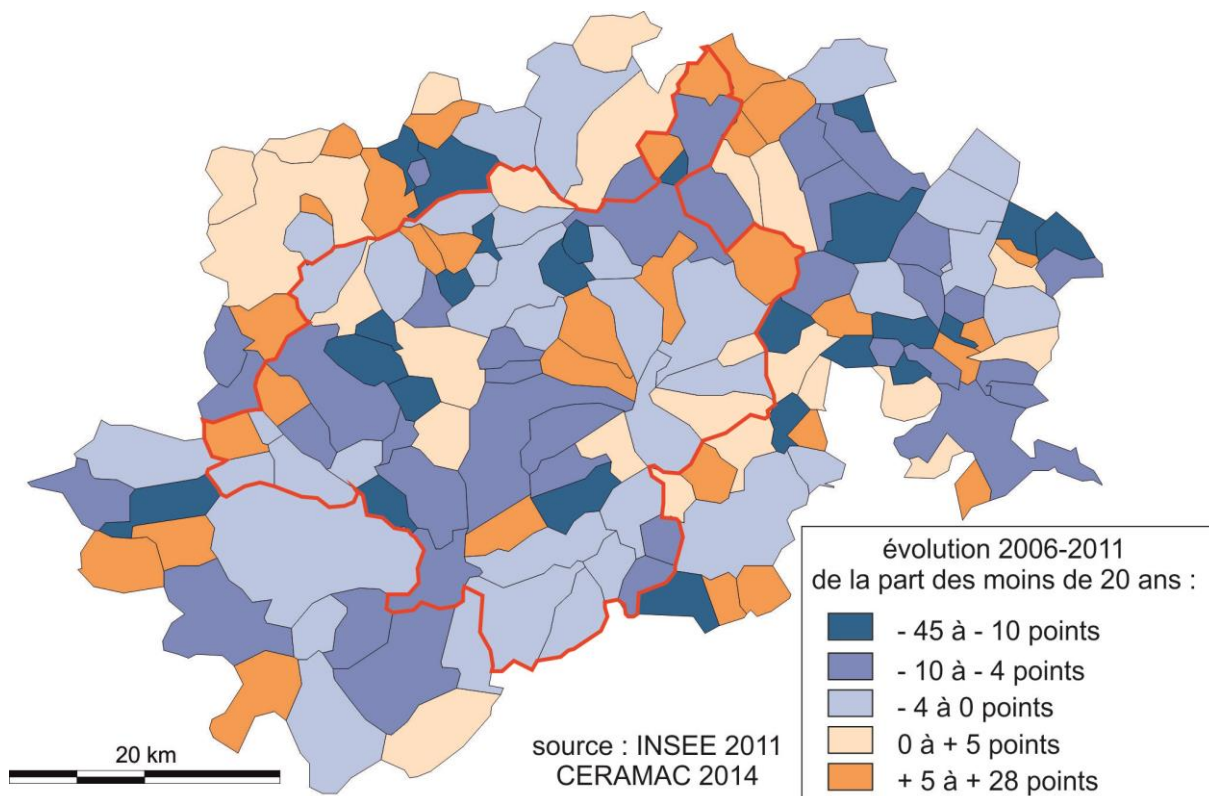 évolution 2006-2011
de la part des moins de 20 ans :
- 45 à - 10 points
- 10 à - 4 points
- 4 à 0 points
0 à + 5 points
+ 5 à + 28 points
20 km
source : INSEE 2011
CERAMAC 2014